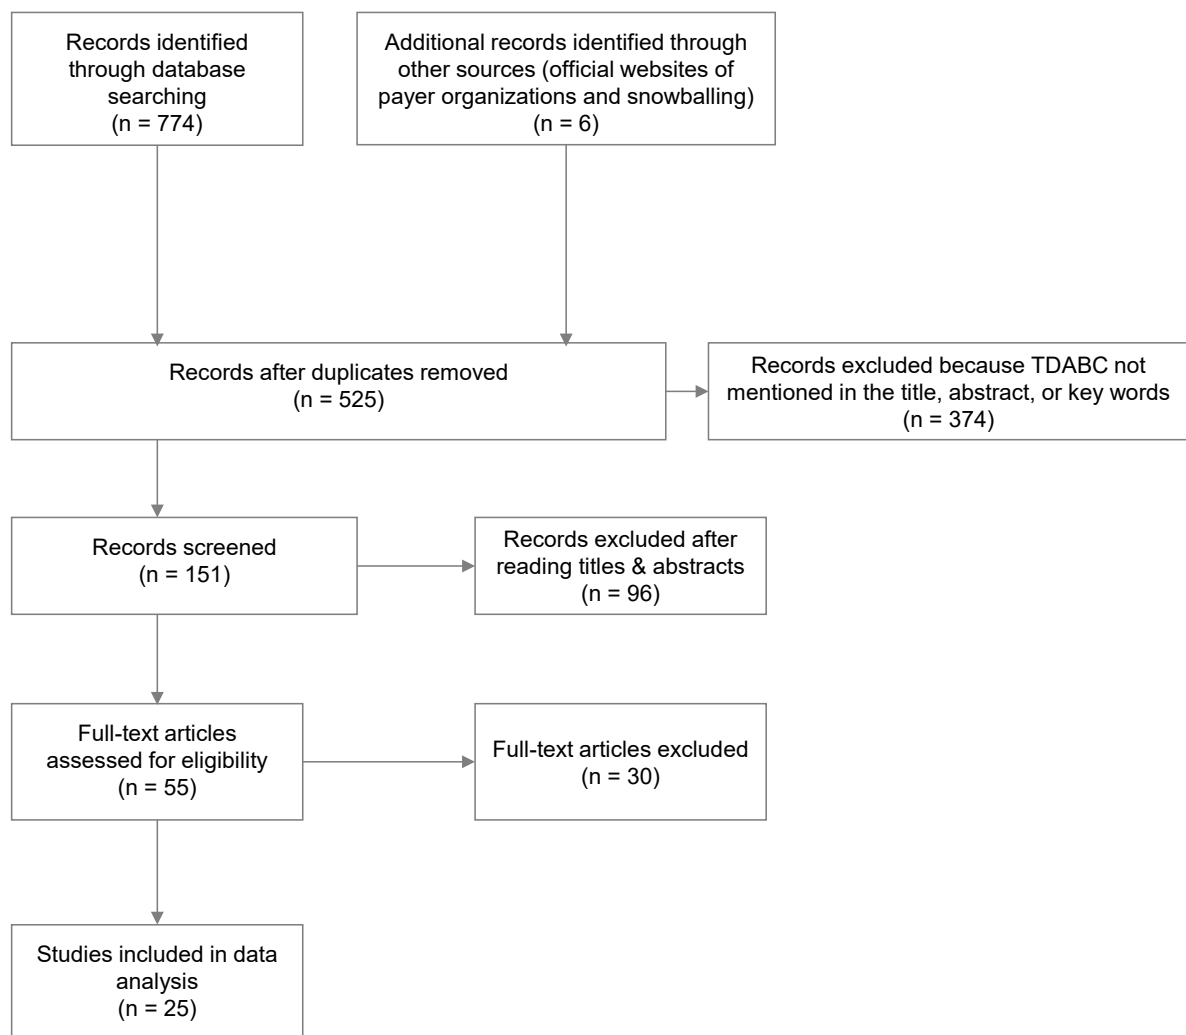 Records identified
through database
searching
(n = 774)
Additional records identified through
other sources (official websites of
payer organizations and snowballing)
(n = 6)
Records after duplicates removed
(n = 525)
Records excluded because TDABC not
mentioned in the title, abstract, or key words
(n = 374)
Records screened
(n = 151)
Records excluded after
reading titles & abstracts
(n = 96)
Full-text articles
assessed for eligibility
(n = 55)
Full-text articles excluded
(n = 30)
Studies included in data
analysis
(n = 25)